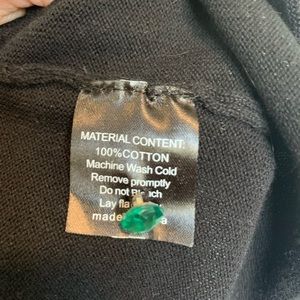 MATERIAL CONTENT:
100%COTTON
Machine Wash Cold
Remove promptly
Do not
Lay
made